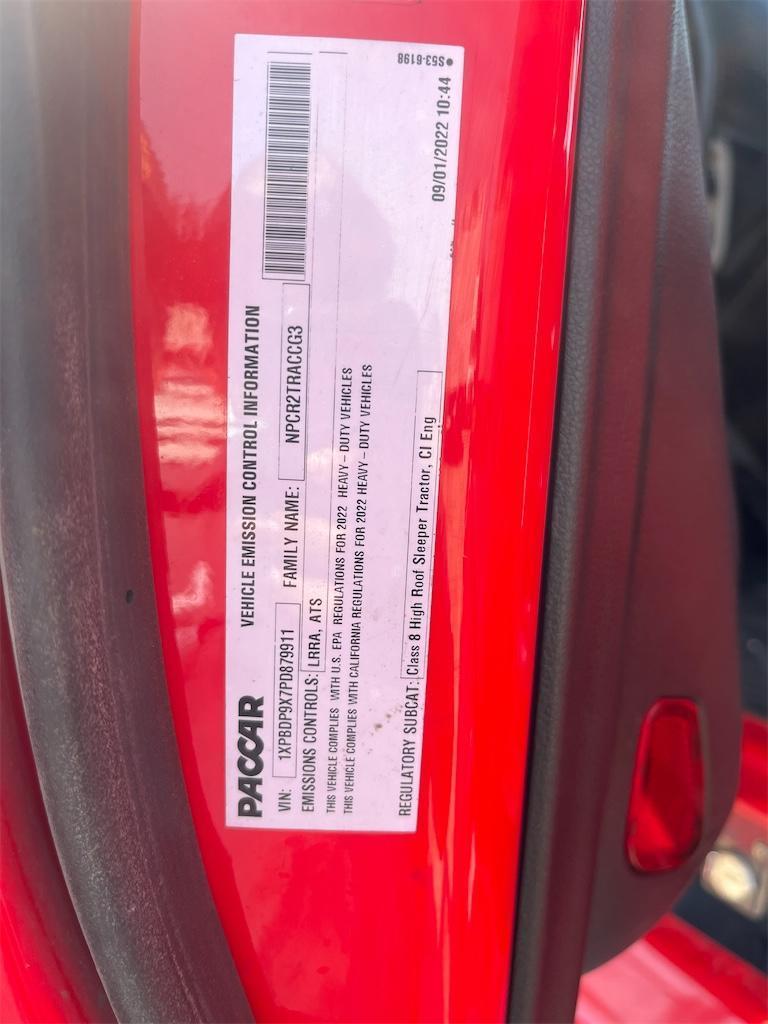 PACCAR
VEHICLE EMISSION CONTROL INFORMATION
VIN: 1XPBDP9X7PD879911 FAMILY NAME: NPCR2TRACCG3
EMISSIONS CONTROLS: LRRA, ATS
THIS VEHICLE COMPLIES WITH U.S. EPA REGULATIONS FOR 2022 HEAVY – DUTY VEHICLES
THIS VEHICLE COMPLIES WITH CALIFORNIA REGULATIONS FOR 2022 HEAVY – DUTY VEHICLES
REGULATORY SUBCAT: Class 8 High Roof Sleeper Tractor, CI Eng
09/01/2022 10:44
S53-6198